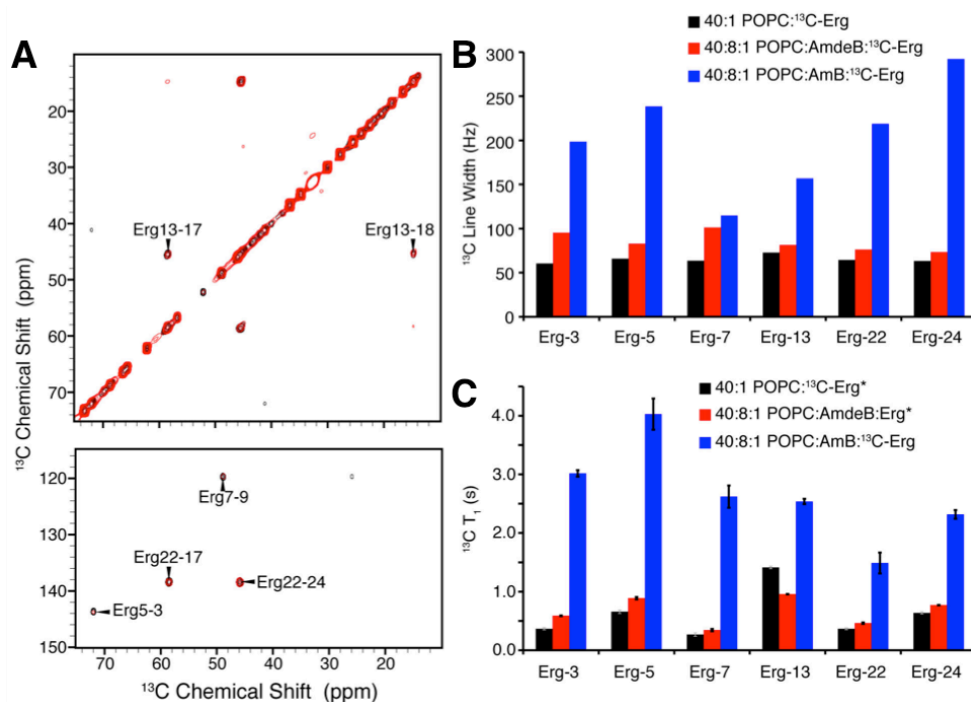 A
20
30
40
50
60
70
Erg13-17
Erg13-18
120
130
140
150
Erg7-9
Erg22-17
Erg22-24
Erg5-3
70 60 50 40 30 20
¹³C Chemical Shift (ppm)
¹³C Chemical Shift (ppm)
B
40:1 POPC:¹³C-Erg
40:8:1 POPC:AmdeB:¹³C-Erg
40:8:1 POPC:AmB:¹³C-Erg
¹³C Line Width (Hz)
300
250
200
150
100
50
0
Erg-3 Erg-5 Erg-7 Erg-13 Erg-22 Erg-24
C
40:1 POPC:¹³C-Erg*
40:8:1 POPC:AmdeB:Erg*
40:8:1 POPC:AmB:¹³C-Erg
¹³C T₁ (s)
4.0
3.0
2.0
1.0
0.0
Erg-3 Erg-5 Erg-7 Erg-13 Erg-22 Erg-24